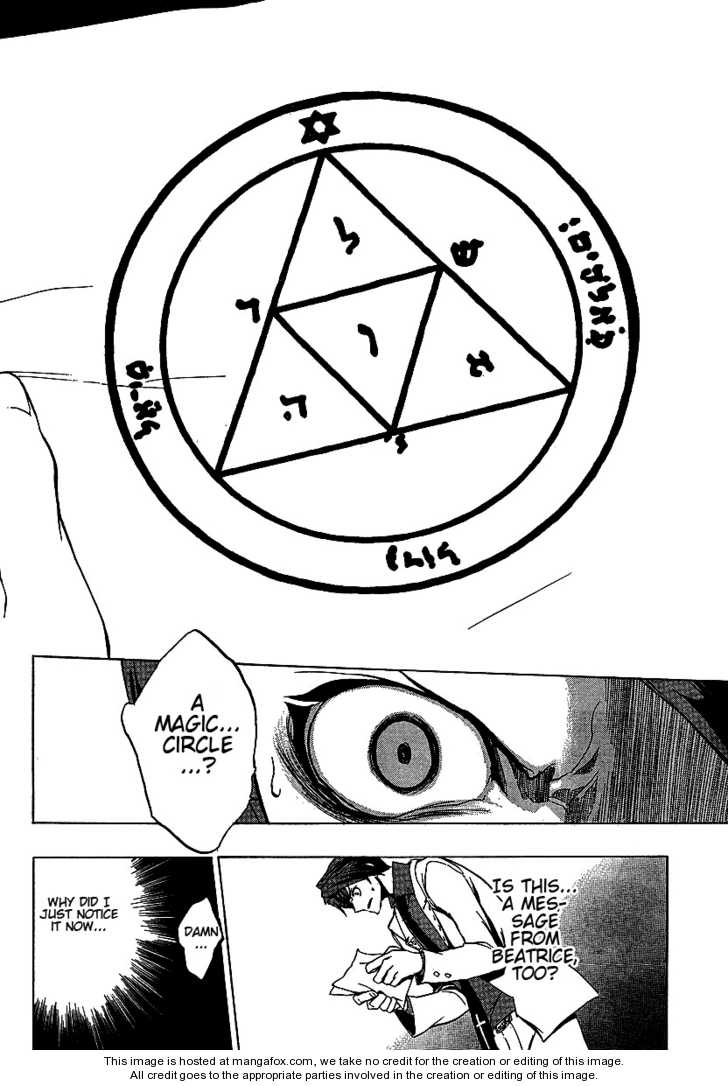 A
MAGIC...
CIRCLE
...?
WHY DID I
JUST NOTICE
IT NOW...
DAMN
...
IS THIS...
A MES-
SAGE
FROM
BEATRICE,
TOO?
This image is hosted at mangafox.com, we take no credit for the creation or editing of this image.
All credit goes to the appropriate parties involved in the creation or editing of this image.